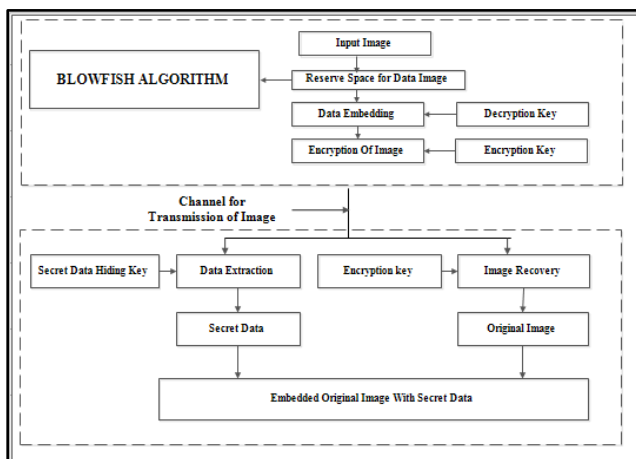 Input Image
BLOWFISH ALGORITHM
Reserve Space for Data Image
Data Embedding
Decryption Key
Encryption Of Image
Encryption Key
Channel for
Transmission of Image
Secret Data Hiding Key
Data Extraction
Encryption key
Image Recovery
Secret Data
Original Image
Embedded Original Image With Secret Data